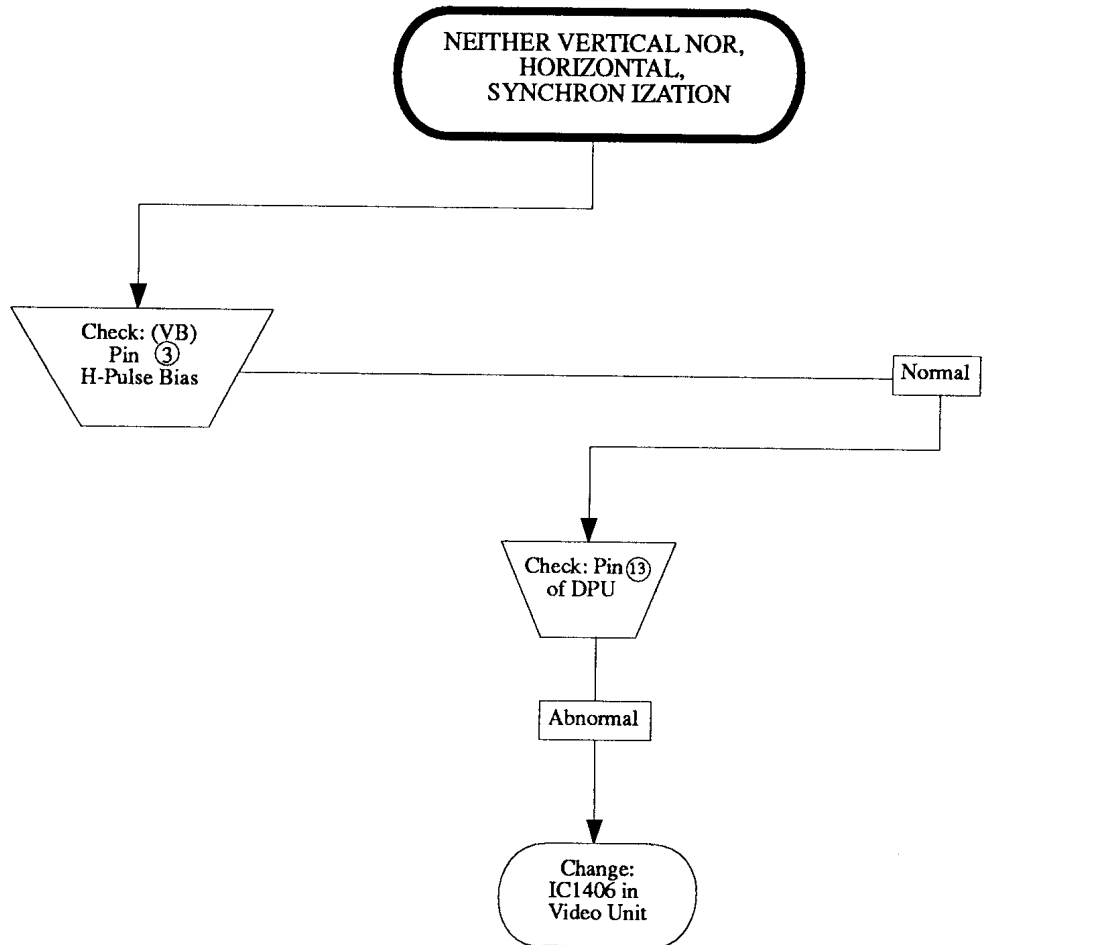 NEITHER VERTICAL NOR,
HORIZONTAL,
SYNCHRON IZATION
Check: (VB)
Pin ③
H-Pulse Bias
Normal
Check: Pin ⑬
of DPU
Abnormal
Change:
IC1406 in
Video Unit